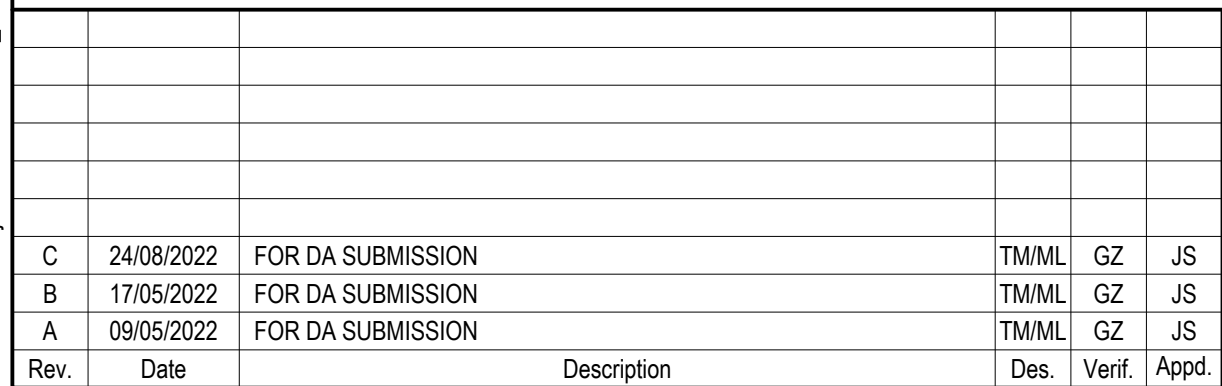 C 24/08/2022 FOR DA SUBMISSION TM/ML GZ JS
B 17/05/2022 FOR DA SUBMISSION TM/ML GZ JS
A 09/05/2022 FOR DA SUBMISSION TM/ML GZ JS
Rev. Date Description Des. Verif. Appd.